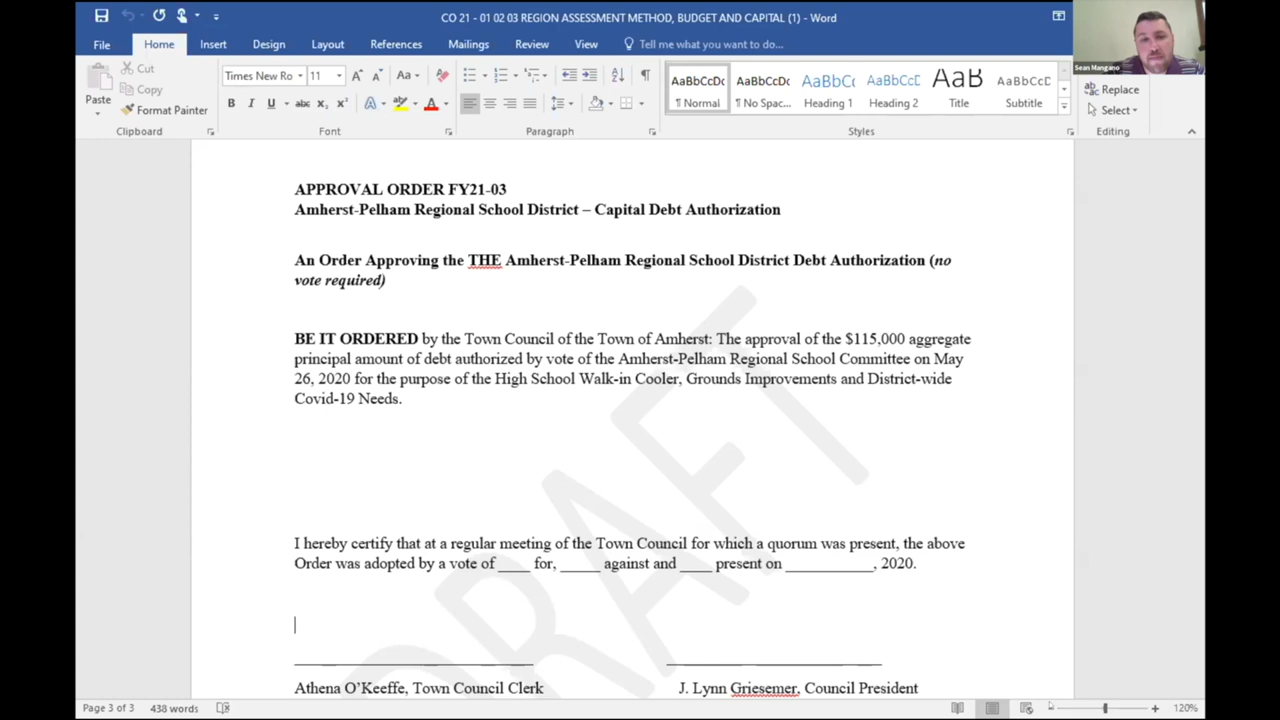 CO 21 - 01 02 03 REGION ASSESSMENT METHOD, BUDGET AND CAPITAL (1) - Word
File Home Insert Design Layout References Mailings Review View Tell me what you want to do...
Sean Mangano
Paste
Cut
Copy
Format Painter
Clipboard
Times New Ro 11
Font
Paragraph
AaBbCcDc AaBbCcDc AaBbC( AaBbCcD AaB AaBbCcD
¶ Normal ¶ No Spac... Heading 1 Heading 2 Title Subtitle
Styles
Replace
Select
Editing
APPROVAL ORDER FY21-03
Amherst-Pelham Regional School District – Capital Debt Authorization
An Order Approving the THE Amherst-Pelham Regional School District Debt Authorization (no
vote required)
BE IT ORDERED by the Town Council of the Town of Amherst: The approval of the $115,000 aggregate
principal amount of debt authorized by vote of the Amherst-Pelham Regional School Committee on May
26, 2020 for the purpose of the High School Walk-in Cooler, Grounds Improvements and District-wide
Covid-19 Needs.
DRAFT
I hereby certify that at a regular meeting of the Town Council for which a quorum was present, the above
Order was adopted by a vote of ____ for, _____ against and ____ present on ___________, 2020.
Athena O'Keeffe, Town Council Clerk J. Lynn Griesemer, Council President
Page 3 of 3 438 words 120%